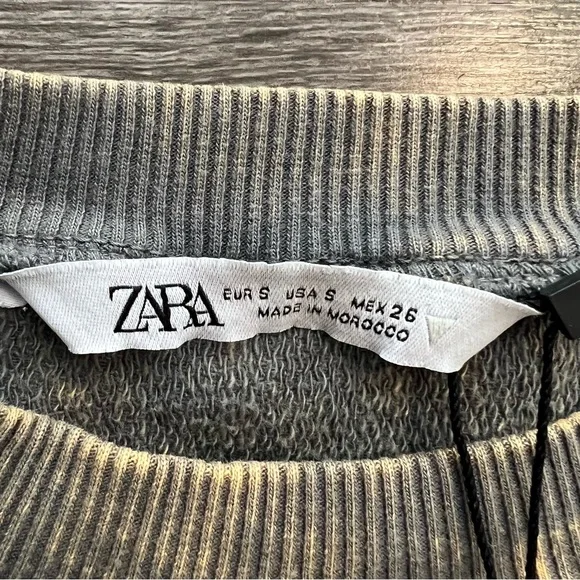 ZARA
EUR S USA S MEX 26
MADE IN MOROCCO